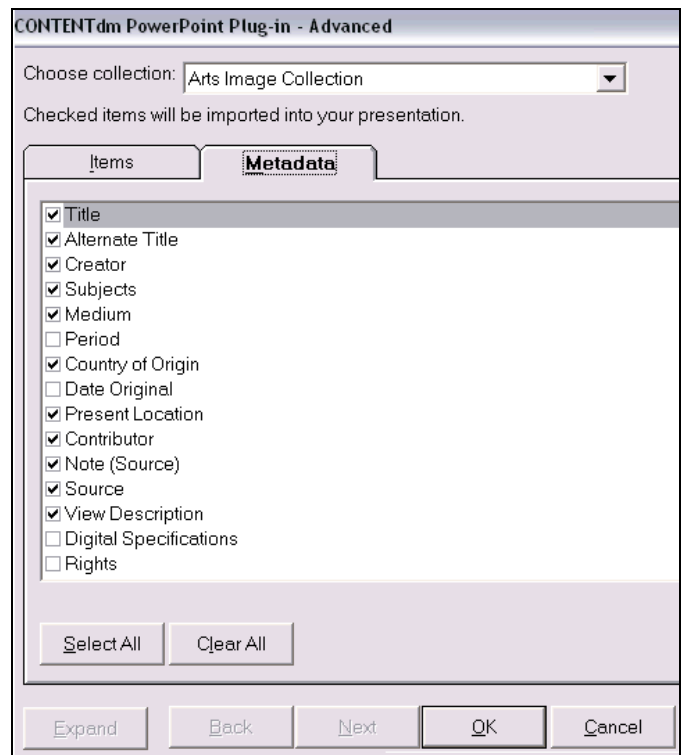 CONTENTdm PowerPoint Plug-in - Advanced
Choose collection: Arts Image Collection
Checked items will be imported into your presentation.
Items Metadata
Title
Alternate Title
Creator
Subjects
Medium
Period
Country of Origin
Date Original
Present Location
Contributor
Note (Source)
Source
View Description
Digital Specifications
Rights
Select All Clear All
Expand Back Next OK Cancel